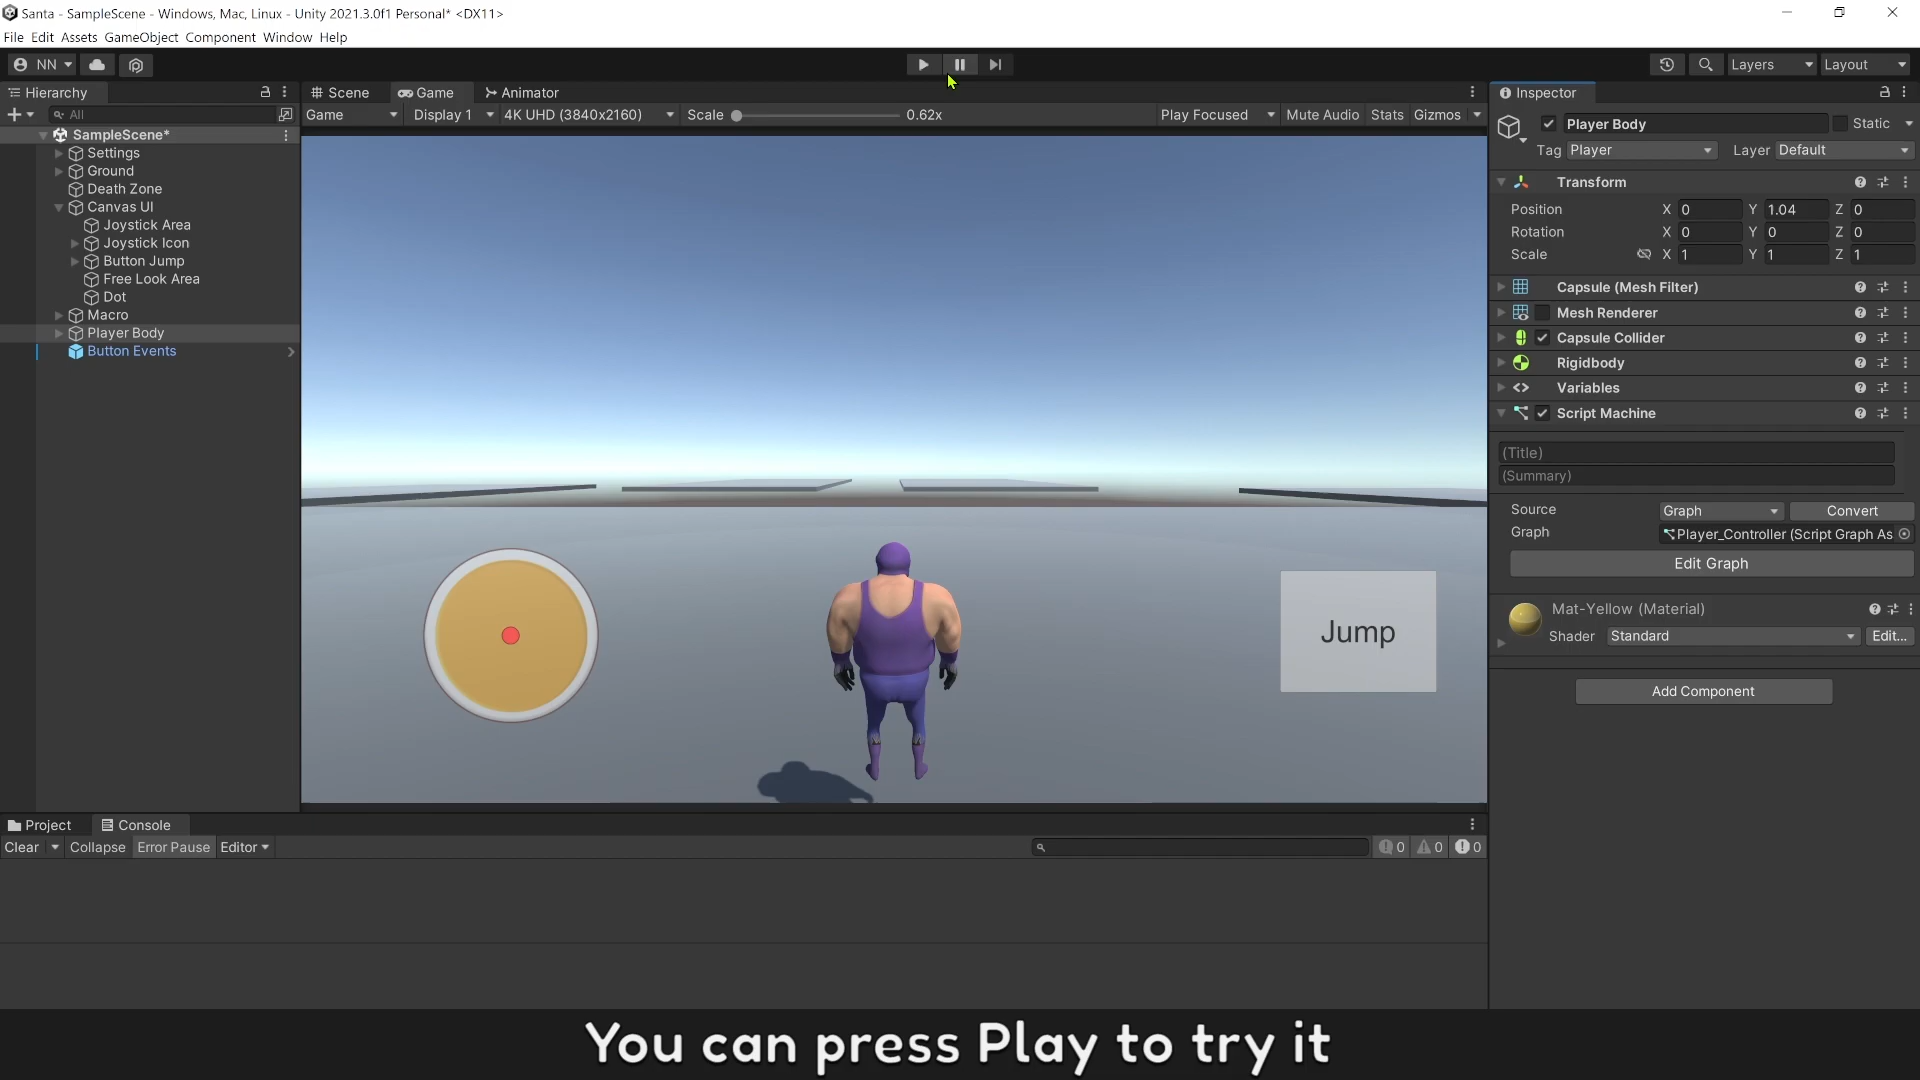 Santa - SampleScene - Windows, Mac, Linux - Unity 2021.3.0f1 Personal* <DX11>
File Edit Assets GameObject Component Window Help
NN Layers Layout
Hierarchy
All
SampleScene*
Settings
Ground
Death Zone
Canvas UI
Joystick Area
Joystick Icon
Button Jump
Free Look Area
Dot
Macro
Player Body
Button Events
Scene Game Animator
Game Display 1 4K UHD (3840x2160) Scale 0.62x Play Focused Mute Audio Stats Gizmos
Jump
Inspector
Player Body Static
Tag Player Layer Default
Transform
Position X 0 Y 1.04 Z 0
Rotation X 0 Y 0 Z 0
Scale X 1 Y 1 Z 1
Capsule (Mesh Filter)
Mesh Renderer
Capsule Collider
Rigidbody
Variables
Script Machine
(Title)
(Summary)
Source Graph Convert
Graph Player_Controller (Script Graph As
Edit Graph
Mat-Yellow (Material)
Shader Standard Edit...
Add Component
Project Console
Clear Collapse Error Pause Editor 0 0 0
You can press Play to try it